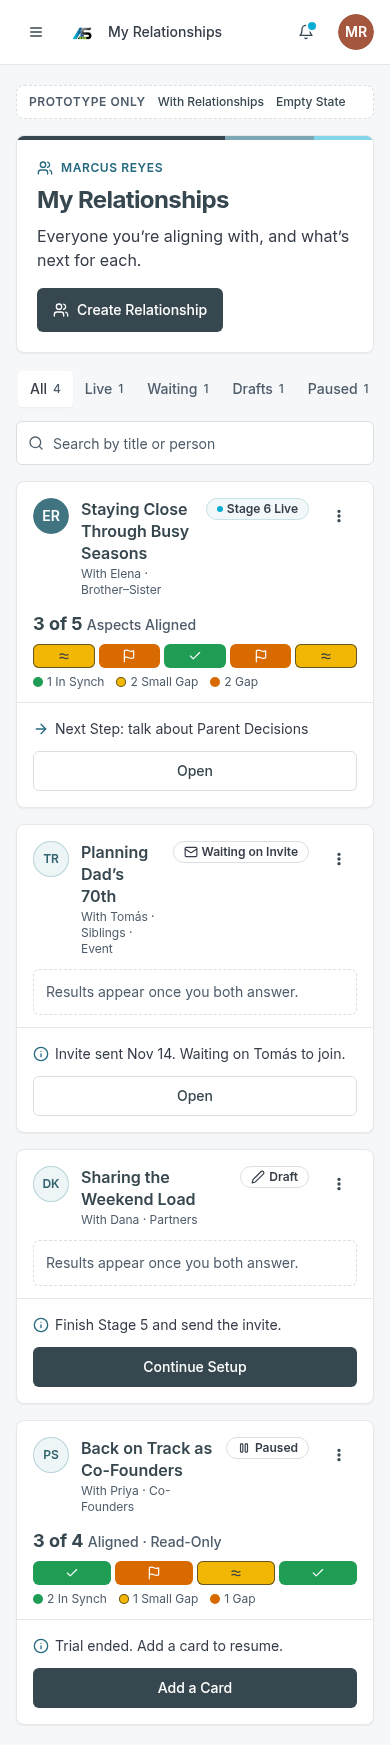 My Relationships
MR
PROTOTYPE ONLY With Relationships Empty State
MARCUS REYES
My Relationships
Everyone you’re aligning with, and what’s
next for each.
Create Relationship
All 4 Live 1 Waiting 1 Drafts 1 Paused 1
Search by title or person
ER
Staying Close
Through Busy
Seasons
Stage 6 Live
With Elena ·
Brother–Sister
3 of 5 Aspects Aligned
1 In Synch 2 Small Gap 2 Gap
Next Step: talk about Parent Decisions
Open
TR
Planning
Dad’s
70th
Waiting on Invite
With Tomás ·
Siblings ·
Event
Results appear once you both answer.
Invite sent Nov 14. Waiting on Tomás to join.
Open
DK
Sharing the
Weekend Load
Draft
With Dana · Partners
Results appear once you both answer.
Finish Stage 5 and send the invite.
Continue Setup
PS
Back on Track as
Co-Founders
Paused
With Priya · Co-
Founders
3 of 4 Aligned · Read-Only
2 In Synch 1 Small Gap 1 Gap
Trial ended. Add a card to resume.
Add a Card